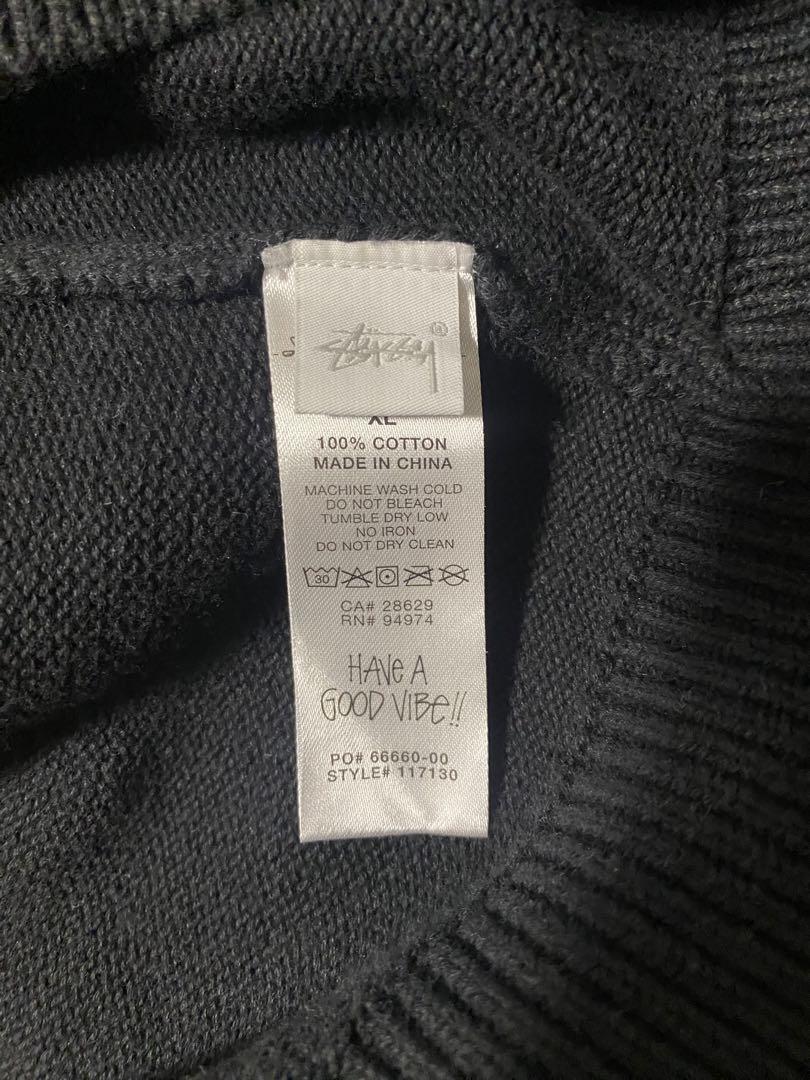 Stüssy ®
XL
100% COTTON
MADE IN CHINA
MACHINE WASH COLD
DO NOT BLEACH
TUMBLE DRY LOW
NO IRON
DO NOT DRY CLEAN
30
CA# 28629
RN# 94974
HAVE A
GOOD VIBE!!
PO# 66660-00
STYLE# 117130